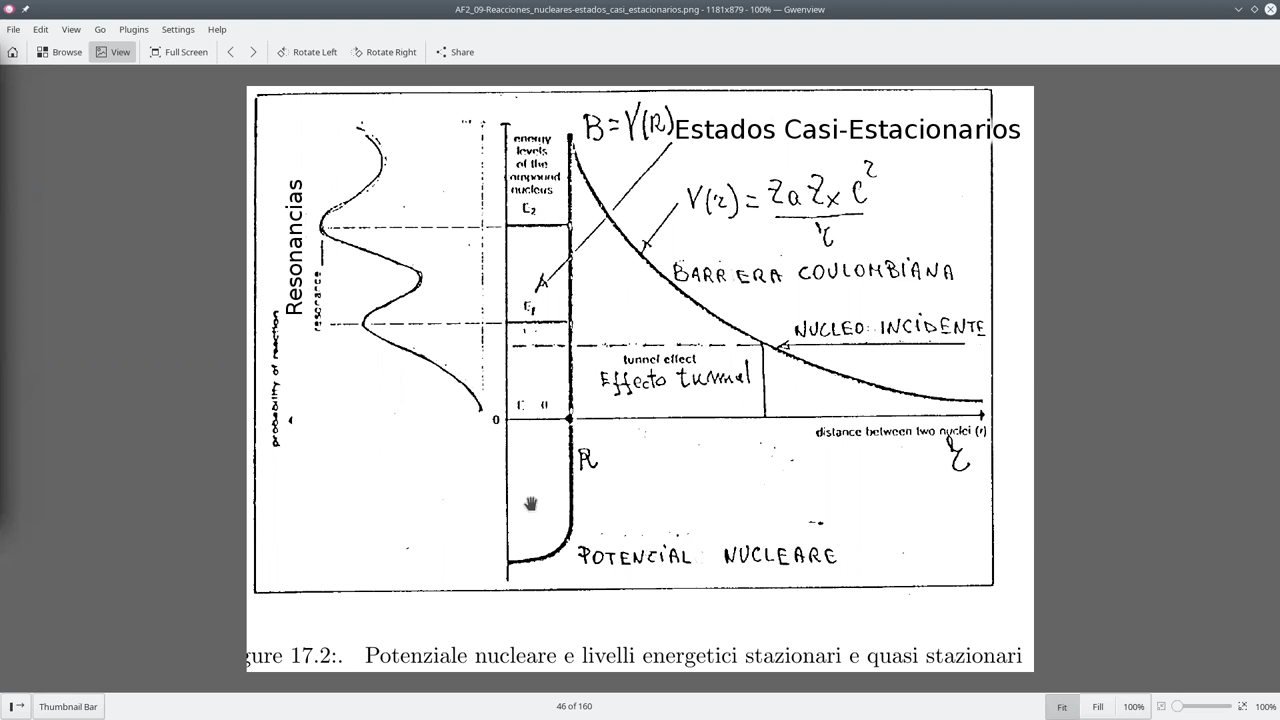 AF2_09-Reacciones_nucleares-estados_casi_estacionarios.png - 1181x879 - 100% — Gwenview
File Edit View Go Plugins Settings Help
Browse View Full Screen Rotate Left Rotate Right Share
B=V(R) Estados Casi-Estacionarios
energy
levels
of the
nucleus
E2
V(r) = Za Zx e²
r
BARRIERA COULOMBIANA
Resonancias
resonance
probability of reaction
E1
NUCLEO INCIDENTE
tunnel effect
Effecto tunnel
0
distance between two nuclei (r)
r
R
POTENZIAL NUCLEARE
gure 17.2:. Potenziale nucleare e livelli energetici stazionari e quasi stazionari
Thumbnail Bar
46 of 160
Fit Fill 100% 100%